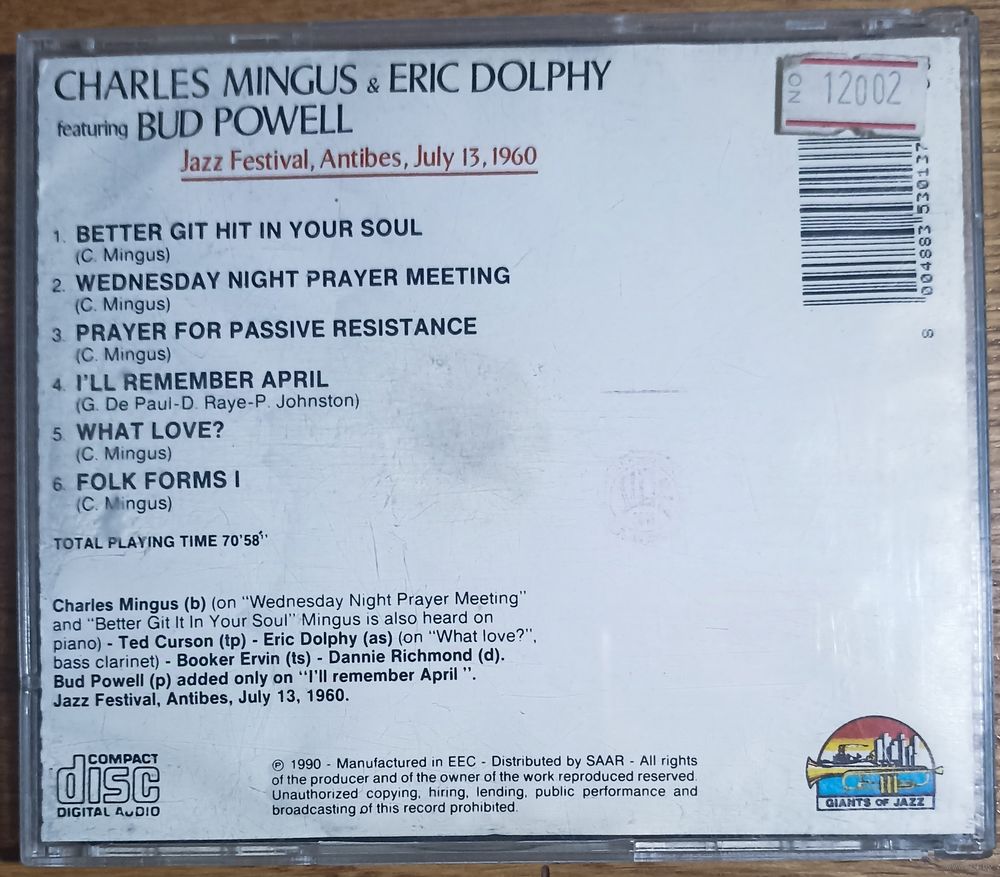 CHARLES MINGUS & ERIC DOLPHY
featuring BUD POWELL
Jazz Festival, Antibes, July 13, 1960
NO 12002
004883 530137
8
1. BETTER GIT HIT IN YOUR SOUL
(C. Mingus)
2. WEDNESDAY NIGHT PRAYER MEETING
(C. Mingus)
3. PRAYER FOR PASSIVE RESISTANCE
(C. Mingus)
4. I'LL REMEMBER APRIL
(G. De Paul-D. Raye-P. Johnston)
5. WHAT LOVE?
(C. Mingus)
6. FOLK FORMS I
(C. Mingus)
TOTAL PLAYING TIME 70'58''
Charles Mingus (b) (on "Wednesday Night Prayer Meeting"
and "Better Git It In Your Soul" Mingus is also heard on
piano) - Ted Curson (tp) - Eric Dolphy (as) (on "What love?",
bass clarinet) - Booker Ervin (ts) - Dannie Richmond (d).
Bud Powell (p) added only on "I'll remember April ".
Jazz Festival, Antibes, July 13, 1960.
COMPACT
disc
DIGITAL AUDIO
℗ 1990 - Manufactured in EEC - Distributed by SAAR - All rights
of the producer and of the owner of the work reproduced reserved.
Unauthorized copying, hiring, lending, public performance and
broadcasting of this record prohibited.
GIANTS OF JAZZ